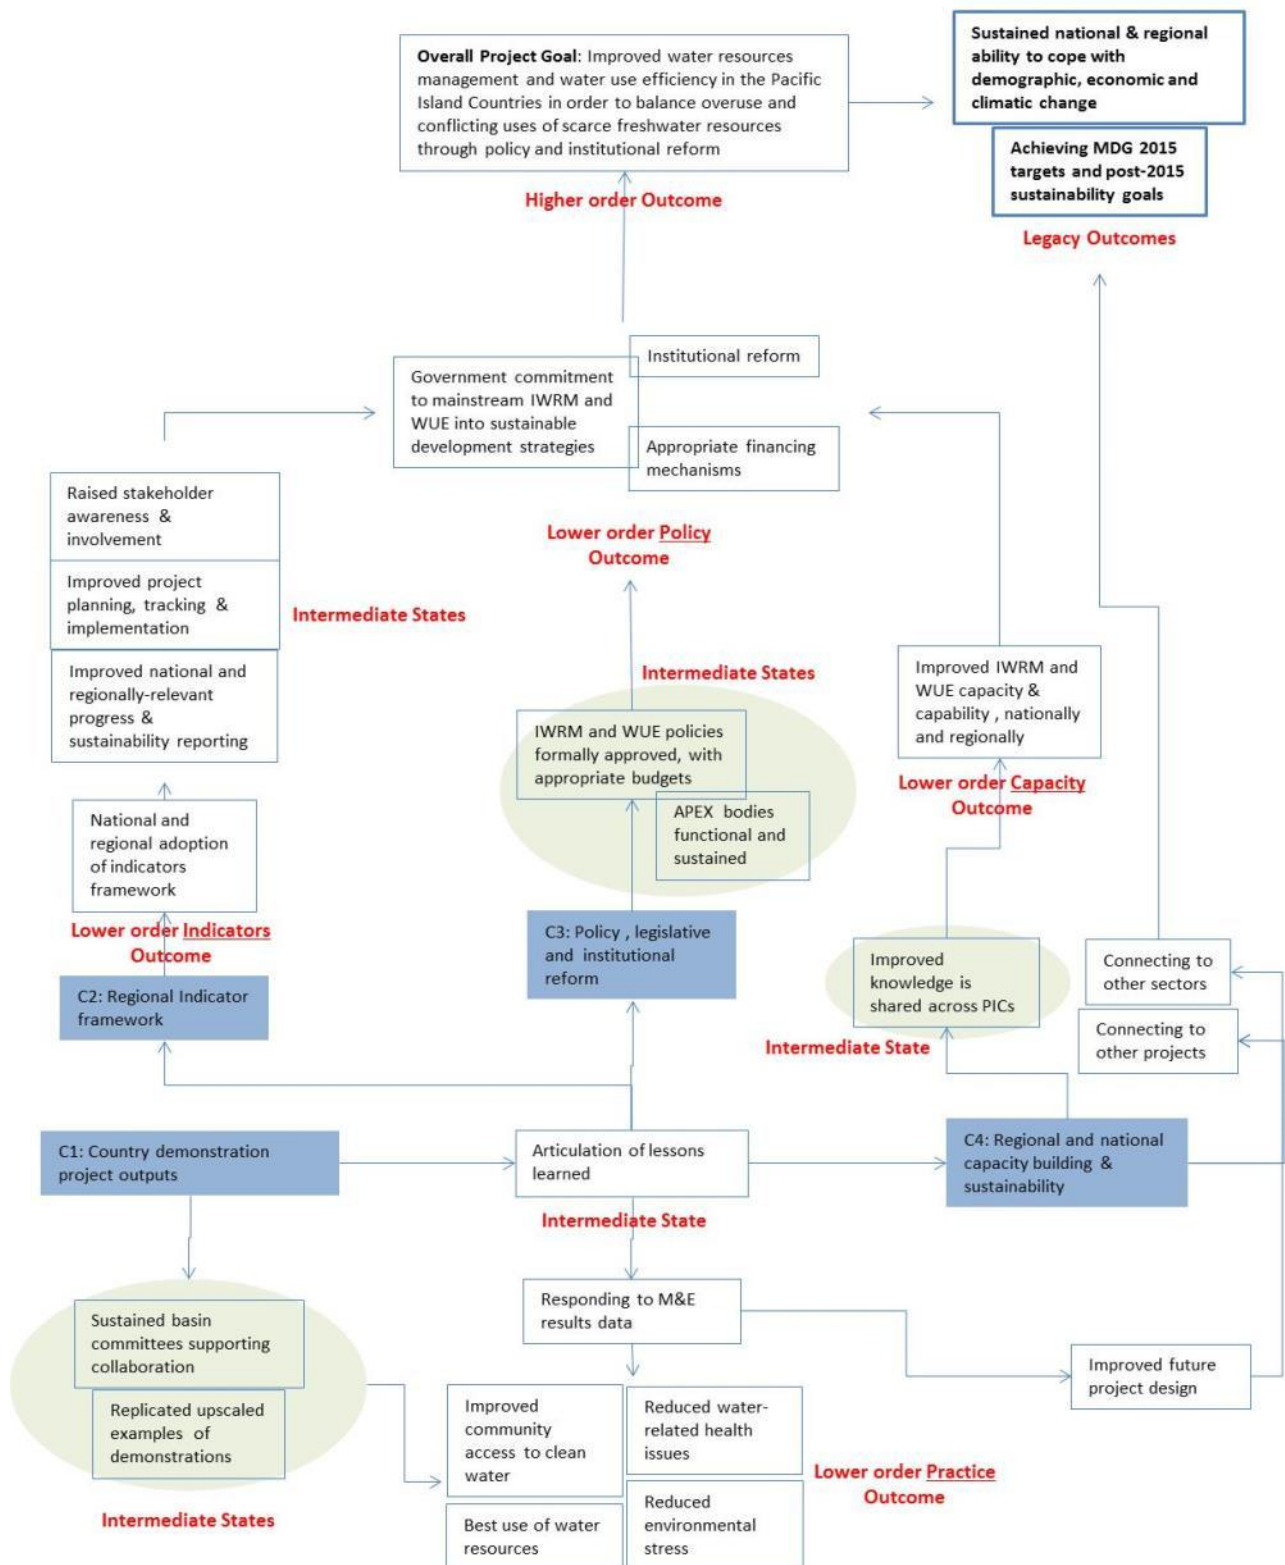 Overall Project Goal: Improved water resources
management and water use efficiency in the Pacific
Island Countries in order to balance overuse and
conflicting uses of scarce freshwater resources
through policy and institutional reform
Sustained national & regional
ability to cope with
demographic, economic and
climatic change
Achieving MDG 2015
targets and post-2015
sustainability goals
Higher order Outcome
Legacy Outcomes
Institutional reform
Government commitment
to mainstream IWRM and
WUE into sustainable
development strategies
Appropriate financing
mechanisms
Lower order Policy
Outcome
Raised stakeholder
awareness &
involvement
Improved project
planning, tracking &
implementation
Improved national and
regionally-relevant
progress &
sustainability reporting
Intermediate States
Intermediate States
IWRM and WUE policies
formally approved, with
appropriate budgets
APEX bodies
functional and
sustained
Improved IWRM and
WUE capacity &
capability , nationally
and regionally
Lower order Capacity
Outcome
National and
regional adoption
of indicators
framework
Lower order Indicators
Outcome
C2: Regional Indicator
framework
C3: Policy , legislative
and institutional
reform
Improved
knowledge is
shared across PICs
Intermediate State
Connecting to
other sectors
Connecting to
other projects
C1: Country demonstration
project outputs
Articulation of lessons
learned
Intermediate State
C4: Regional and national
capacity building &
sustainability
Responding to M&E
results data
Sustained basin
committees supporting
collaboration
Replicated upscaled
examples of
demonstrations
Intermediate States
Improved future
project design
Improved
community
access to clean
water
Reduced water-
related health
issues
Best use of water
resources
Reduced
environmental
stress
Lower order Practice
Outcome